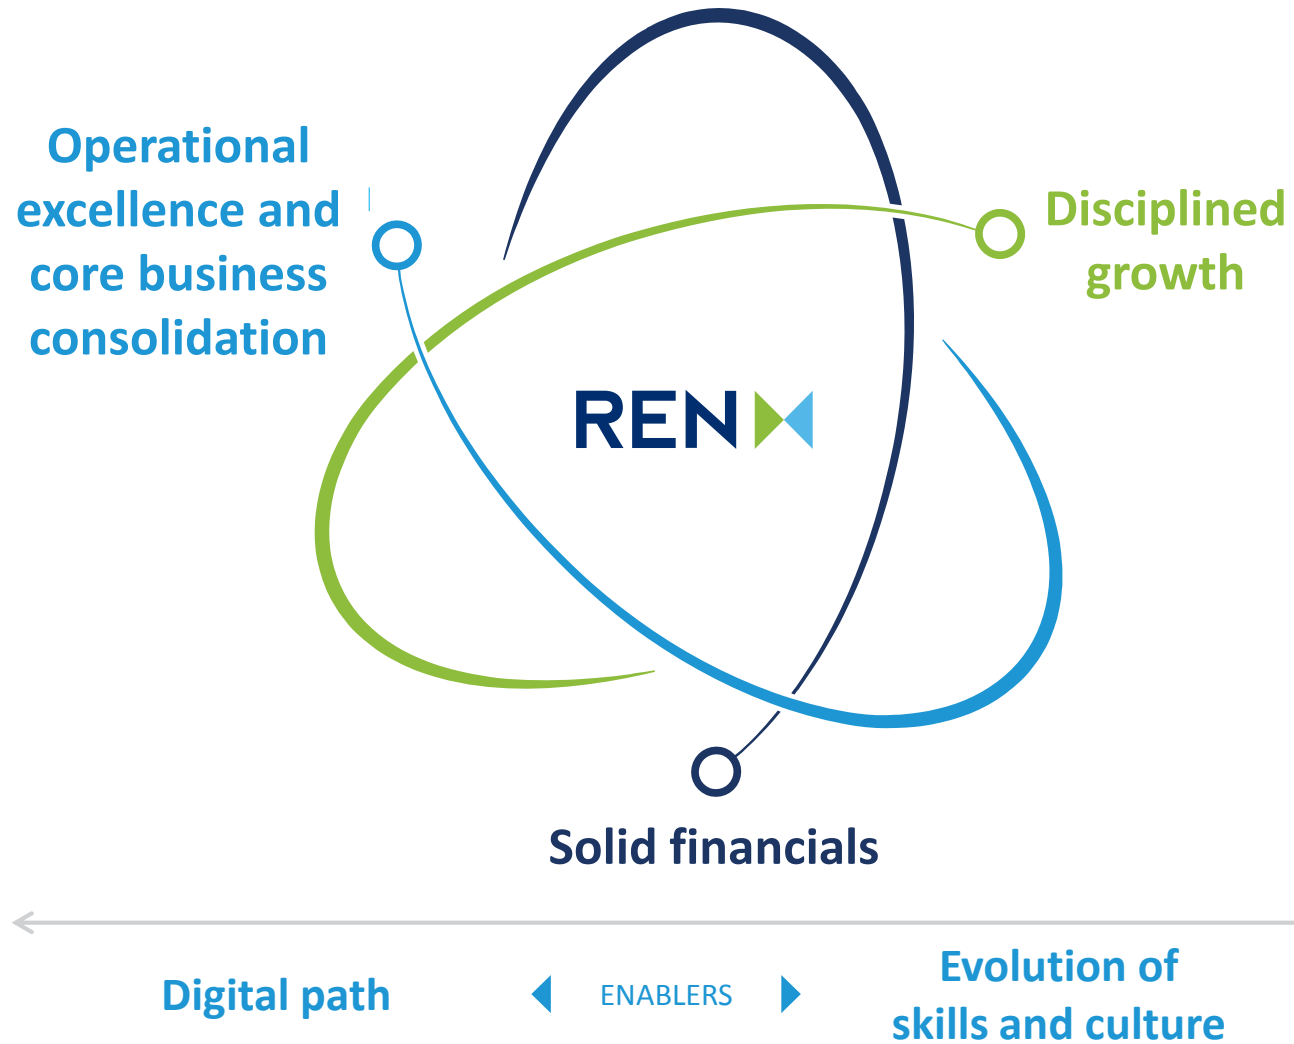 Operational
excellence and
core business
consolidation
Disciplined
growth
REN
Solid financials
Digital path
ENABLERS
Evolution of
skills and culture